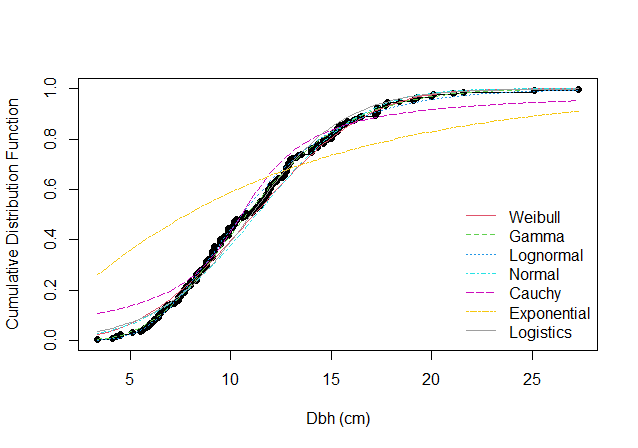 Cumulative Distribution Function
1.0
0.8
0.6
0.4
0.2
0.0
Weibull
Gamma
Lognormal
Normal
Cauchy
Exponential
Logistics
5 10 15 20 25
Dbh (cm)